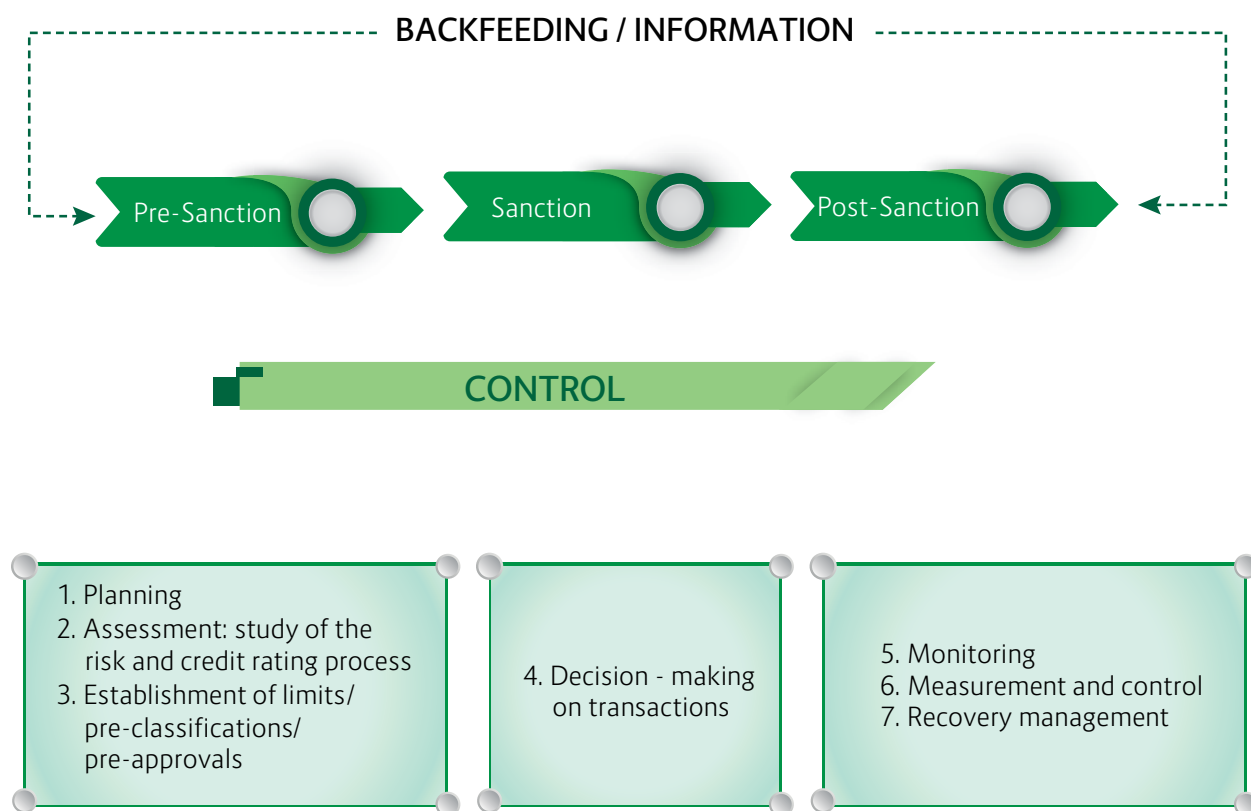 BACKFEEDING / INFORMATION
Pre-Sanction
Sanction
Post-Sanction
CONTROL
1. Planning
2. Assessment: study of the
risk and credit rating process
3. Establishment of limits/
pre-classifications/
pre-approvals
4. Decision - making
on transactions
5. Monitoring
6. Measurement and control
7. Recovery management